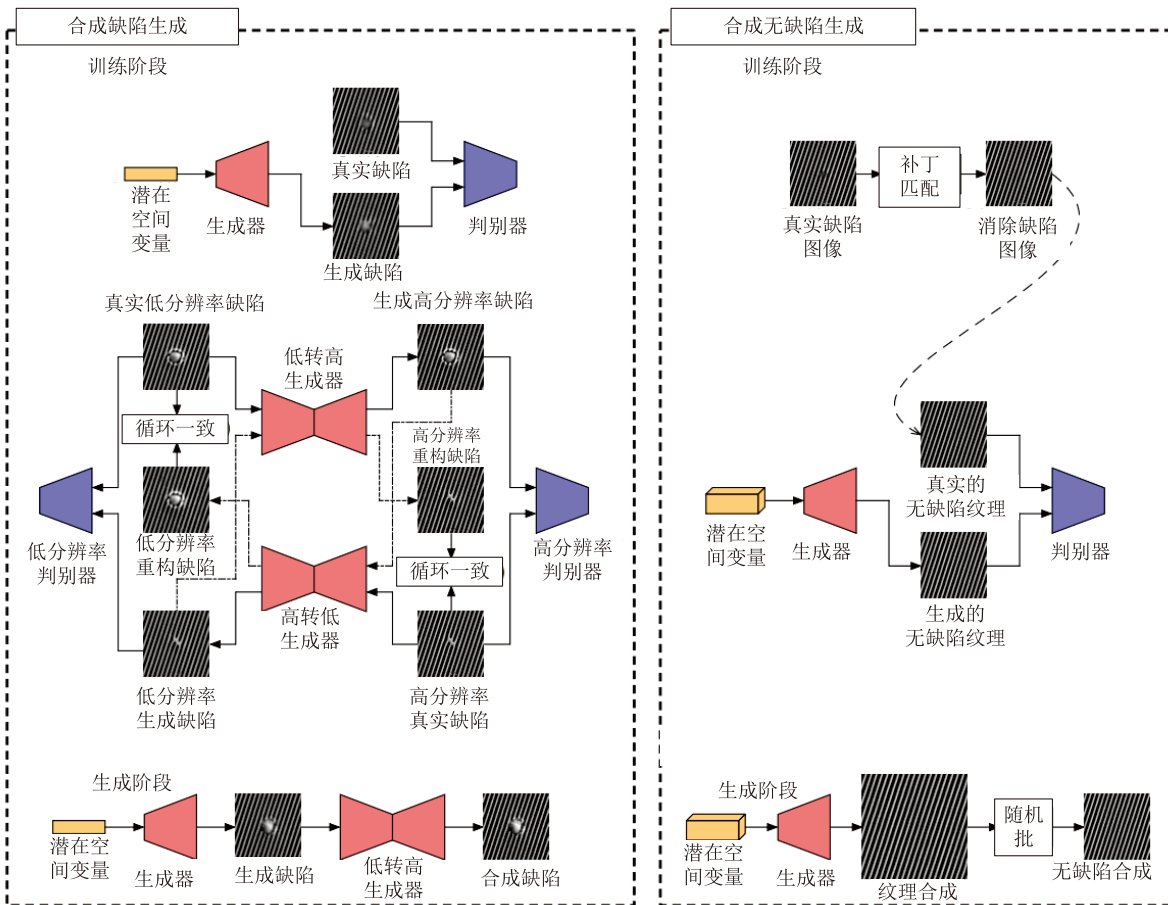 合成缺陷生成
训练阶段
真实缺陷
潜在
空间
变量
生成器
判别器
生成缺陷
真实低分辨率缺陷
生成高分辨率缺陷
低转高
生成器
循环一致
高分辨率
重构缺陷
低分辨率
判别器
低分辨率
重构缺陷
循环一致
高分辨率
判别器
高转低
生成器
低分辨率
生成缺陷
高分辨率
真实缺陷
生成阶段
潜在空
间变量
生成器
生成缺陷
低转高
生成器
合成缺陷
合成无缺陷生成
训练阶段
补丁
匹配
真实缺陷
图像
消除缺陷
图像
真实的
无缺陷纹理
潜在空
间变量
生成器
判别器
生成的
无缺陷纹理
生成阶段
随机
批
潜在空
间变量
生成器
纹理合成
无缺陷合成